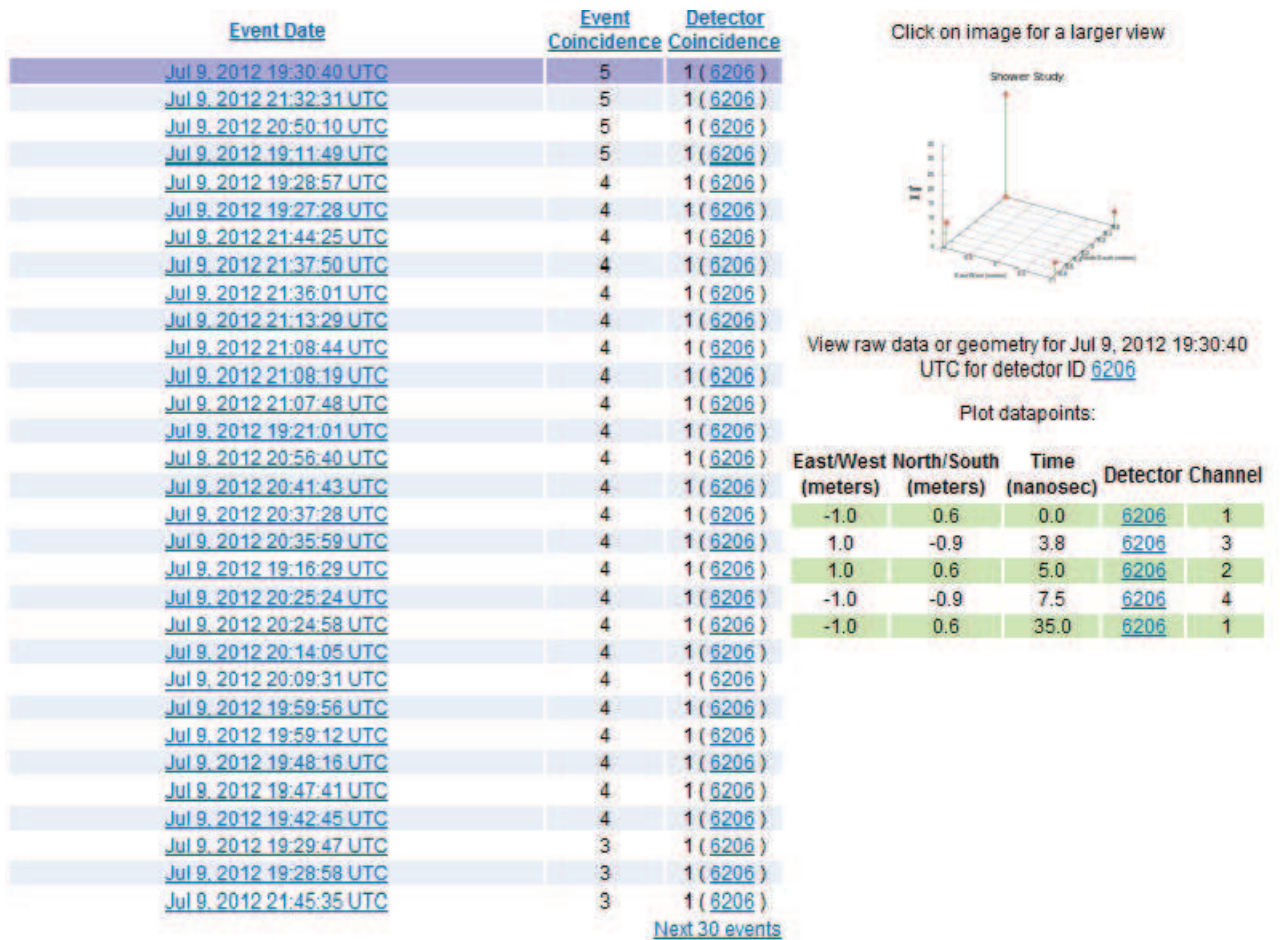 Event Date Event Coincidence Detector Coincidence
Jul 9, 2012 19:30:40 UTC 5 1 ( 6206 )
Jul 9, 2012 21:32:31 UTC 5 1 ( 6206 )
Jul 9, 2012 20:50:10 UTC 5 1 ( 6206 )
Jul 9, 2012 19:11:49 UTC 5 1 ( 6206 )
Jul 9, 2012 19:28:57 UTC 4 1 ( 6206 )
Jul 9, 2012 19:27:28 UTC 4 1 ( 6206 )
Jul 9, 2012 21:44:25 UTC 4 1 ( 6206 )
Jul 9, 2012 21:37:50 UTC 4 1 ( 6206 )
Jul 9, 2012 21:36:01 UTC 4 1 ( 6206 )
Jul 9, 2012 21:13:29 UTC 4 1 ( 6206 )
Jul 9, 2012 21:08:44 UTC 4 1 ( 6206 )
Jul 9, 2012 21:08:19 UTC 4 1 ( 6206 )
Jul 9, 2012 21:07:48 UTC 4 1 ( 6206 )
Jul 9, 2012 19:21:01 UTC 4 1 ( 6206 )
Jul 9, 2012 20:56:40 UTC 4 1 ( 6206 )
Jul 9, 2012 20:41:43 UTC 4 1 ( 6206 )
Jul 9, 2012 20:37:28 UTC 4 1 ( 6206 )
Jul 9, 2012 20:35:59 UTC 4 1 ( 6206 )
Jul 9, 2012 19:16:29 UTC 4 1 ( 6206 )
Jul 9, 2012 20:25:24 UTC 4 1 ( 6206 )
Jul 9, 2012 20:24:58 UTC 4 1 ( 6206 )
Jul 9, 2012 20:14:05 UTC 4 1 ( 6206 )
Jul 9, 2012 20:09:31 UTC 4 1 ( 6206 )
Jul 9, 2012 19:59:56 UTC 4 1 ( 6206 )
Jul 9, 2012 19:59:12 UTC 4 1 ( 6206 )
Jul 9, 2012 19:48:16 UTC 4 1 ( 6206 )
Jul 9, 2012 19:47:41 UTC 4 1 ( 6206 )
Jul 9, 2012 19:42:45 UTC 4 1 ( 6206 )
Jul 9, 2012 19:29:47 UTC 3 1 ( 6206 )
Jul 9, 2012 19:28:58 UTC 3 1 ( 6206 )
Jul 9, 2012 21:45:35 UTC 3 1 ( 6206 )
Next 30 events
Click on image for a larger view
Shower Study
View raw data or geometry for Jul 9, 2012 19:30:40
UTC for detector ID 6206
Plot datapoints:
East/West (meters) North/South (meters) Time (nanosec) Detector Channel
-1.0 0.6 0.0 6206 1
1.0 -0.9 3.8 6206 3
1.0 0.6 5.0 6206 2
-1.0 -0.9 7.5 6206 4
-1.0 0.6 35.0 6206 1